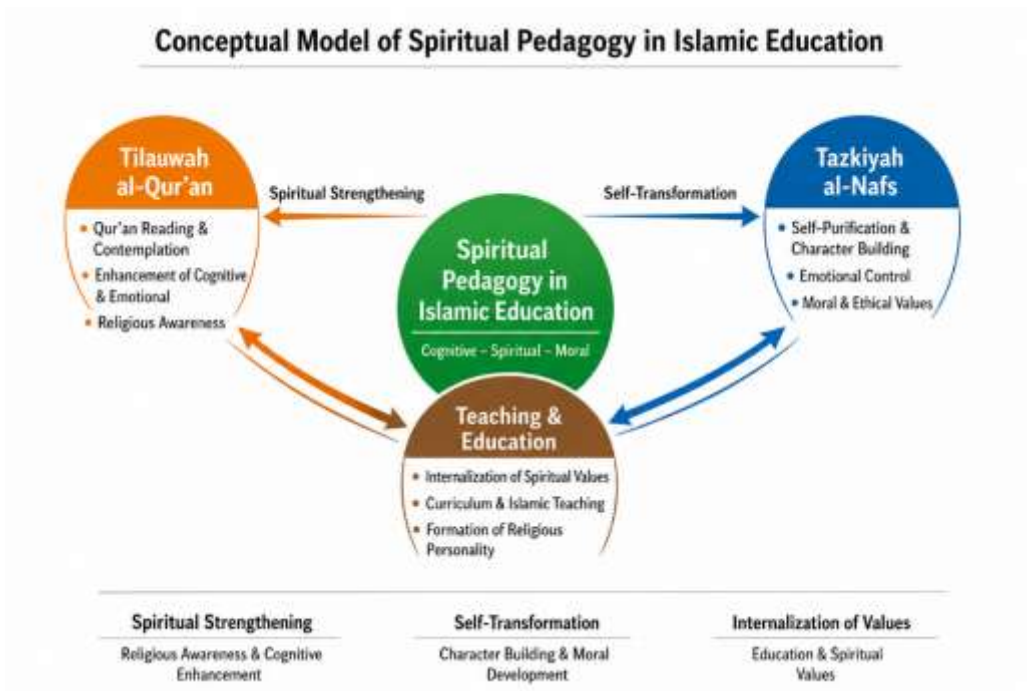 Conceptual Model of Spiritual Pedagogy in Islamic Education
Tilauwah
al-Qur'an
• Qur'an Reading &
Contemplation
• Enhancement of Cognitive
& Emotional
• Religious Awareness
Spiritual Strengthening
Spiritual
Pedagogy in
Islamic Education
Cognitive – Spiritual – Moral
Self-Transformation
Tazkiyah
al-Nafs
• Self-Purification &
Character Building
• Emotional Control
• Moral & Ethical Values
Teaching &
Education
• Internalization of Spiritual Values
• Curriculum & Islamic Teaching
• Formation of Religious
Personality
Spiritual Strengthening
Religious Awareness & Cognitive
Enhancement
Self-Transformation
Character Building & Moral
Development
Internalization of Values
Education & Spiritual
Values